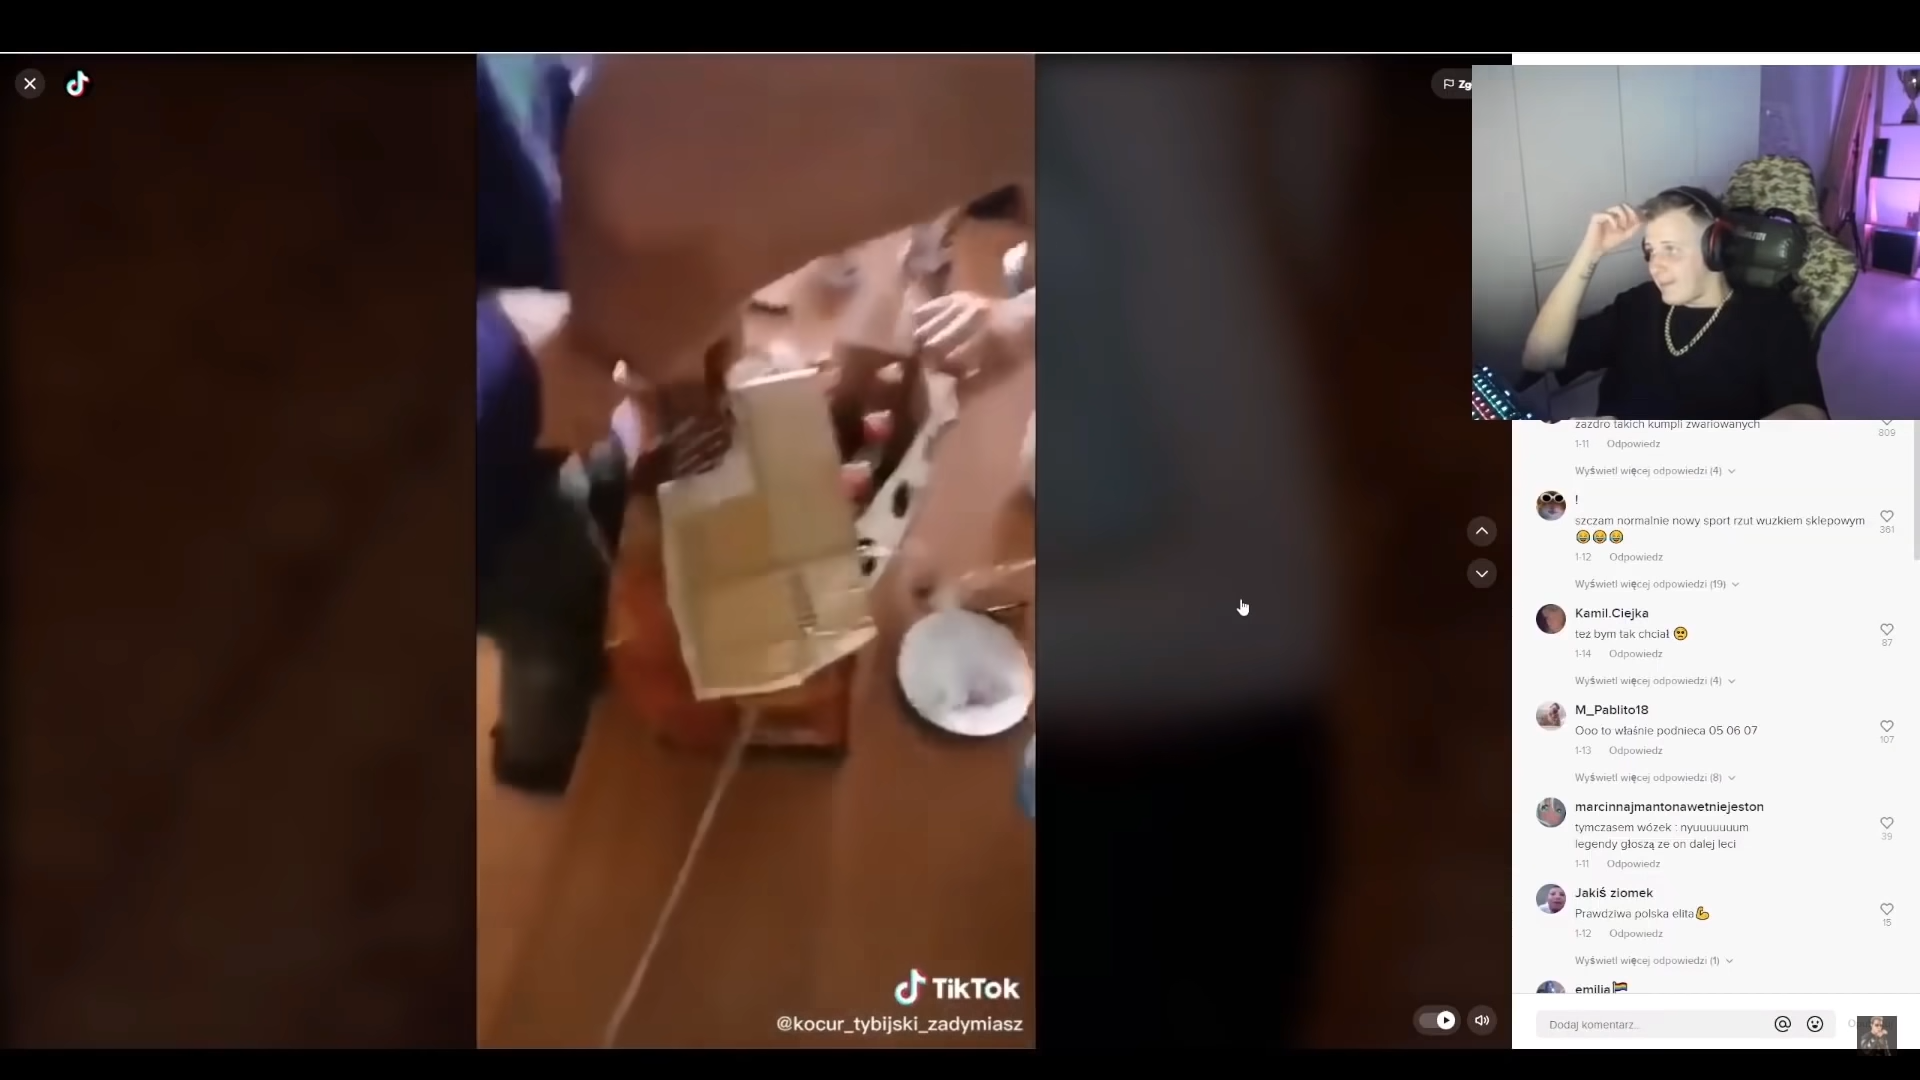 Zg
zazdro takich kumpli zwariowanych
809
1-11 Odpowiedz
Wyświetl więcej odpowiedzi (4)
!
szczam normalnie nowy sport rzut wuzkiem sklepowym
😂😂😂
361
1-12 Odpowiedz
Wyświetl więcej odpowiedzi (19)
Kamil.Ciejka
też bym tak chciał 🥺
87
1-14 Odpowiedz
Wyświetl więcej odpowiedzi (4)
M_Pablito18
Ooo to właśnie podnieca 05 06 07
107
1-13 Odpowiedz
Wyświetl więcej odpowiedzi (8)
marcinnajmantonawetniejeston
tymczasem wózek : nyuuuuuuum
legendy głoszą ze on dalej leci
39
1-11 Odpowiedz
Jakiś ziomek
Prawdziwa polska elita💪
15
1-12 Odpowiedz
Wyświetl więcej odpowiedzi (1)
emilia
TikTok
@kocur_tybijski_zadymiasz
Dodaj komentarz...